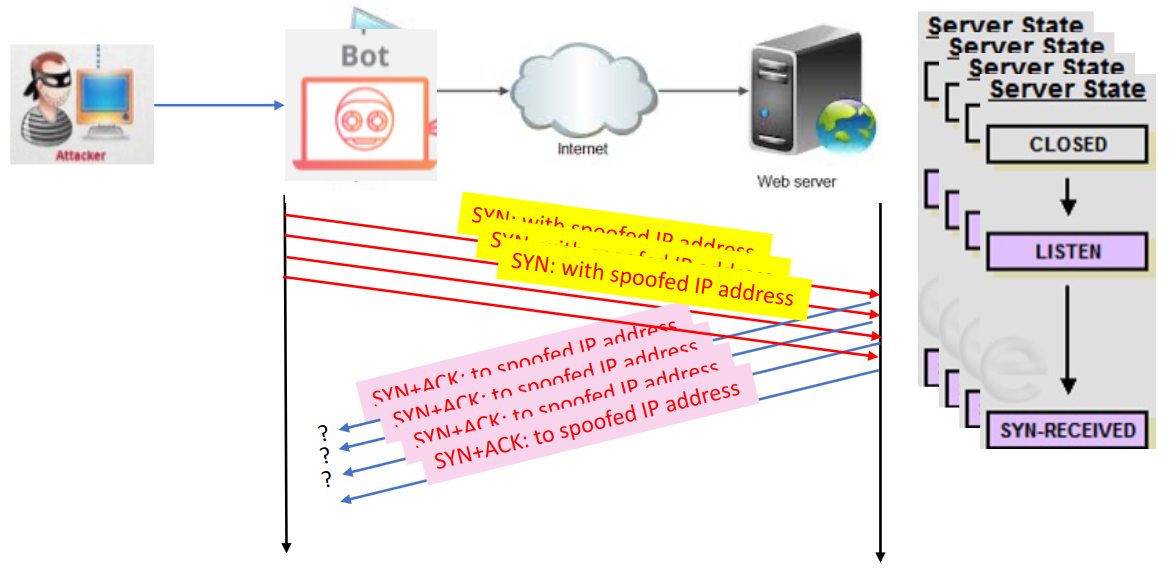 Attacker
Bot
Internet
Web server
Server State
Server State
Server State
Server State
CLOSED
LISTEN
SYN-RECEIVED
SYN: with spoofed IP address
SYN: with spoofed IP address
SYN: with spoofed IP address
SYN+ACK: to spoofed IP address
SYN+ACK: to spoofed IP address
SYN+ACK: to spoofed IP address
SYN+ACK: to spoofed IP address
?
?
?